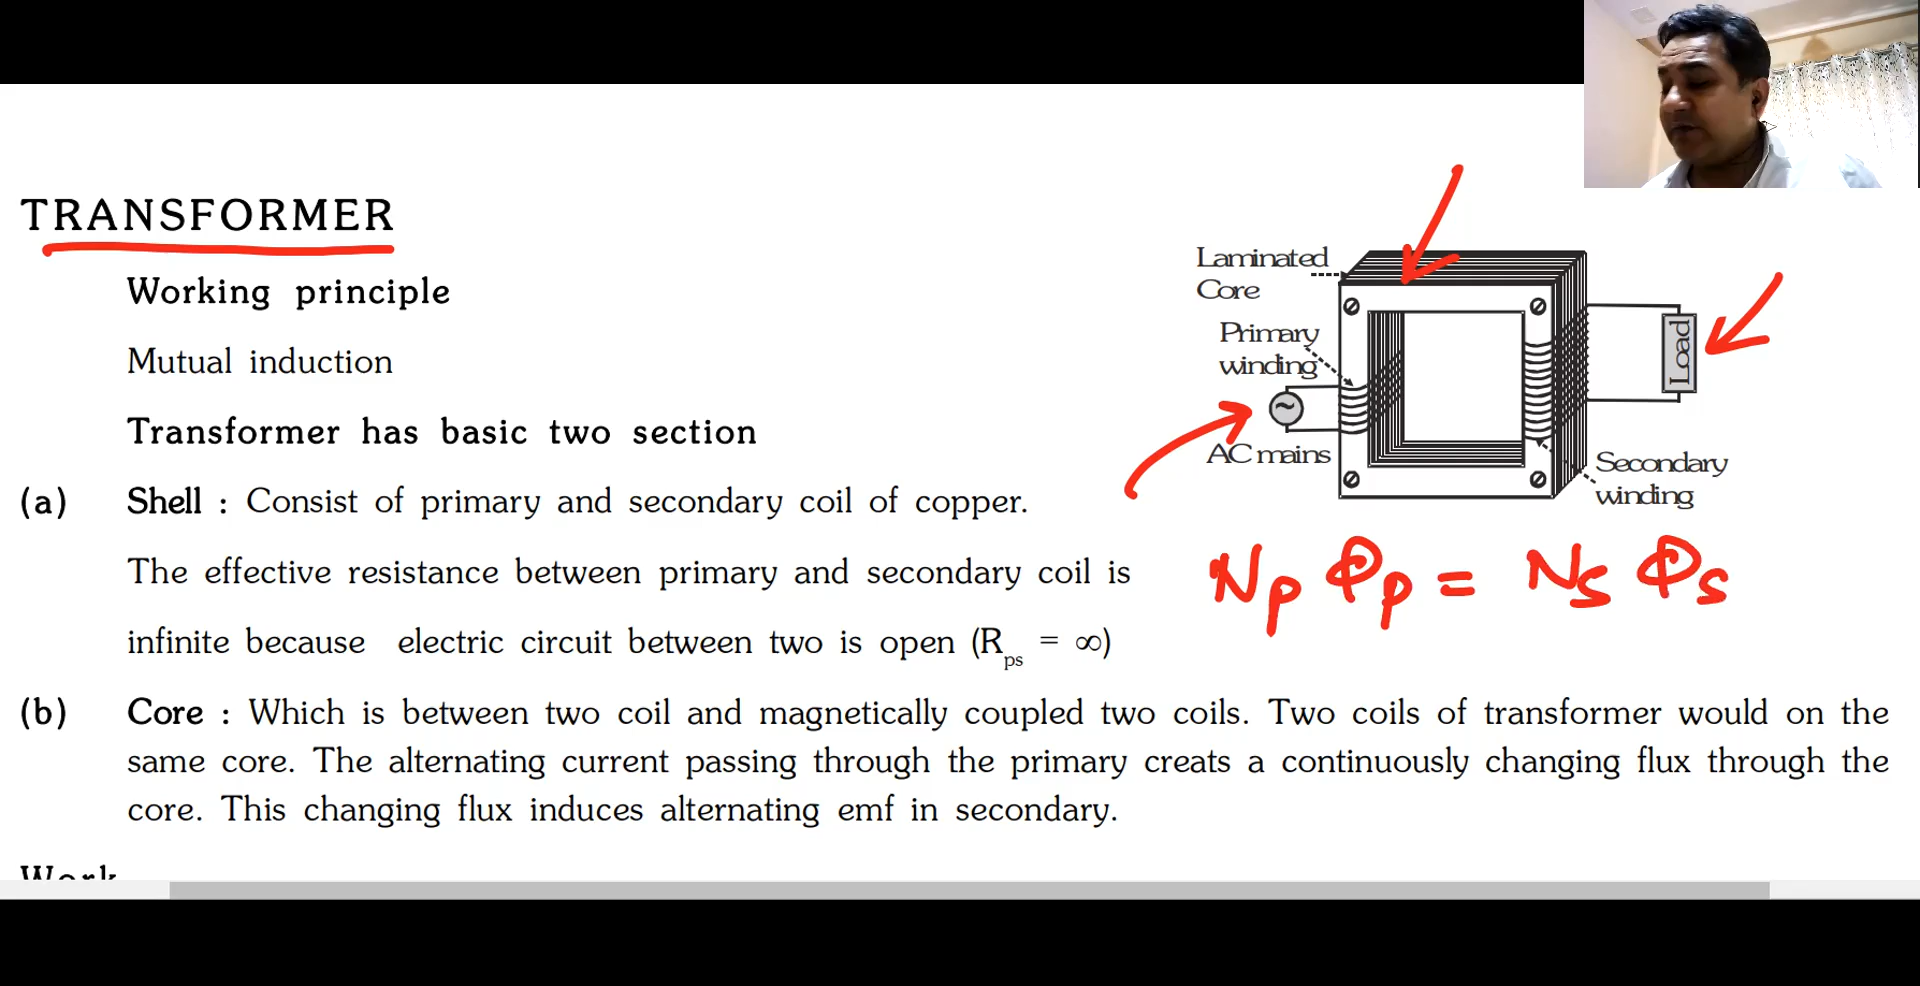 TRANSFORMER
Working principle
Mutual induction
Transformer has basic two section
(a) Shell : Consist of primary and secondary coil of copper.
The effective resistance between primary and secondary coil is
infinite because electric circuit between two is open (Rps = ∞)
(b) Core : Which is between two coil and magnetically coupled two coils. Two coils of transformer would on the
same core. The alternating current passing through the primary creats a continuously changing flux through the
core. This changing flux induces alternating emf in secondary.
Work
Laminated
Core
Primary
winding
~
AC mains
Load
Secondary
winding
Np Φp = Ns Φs